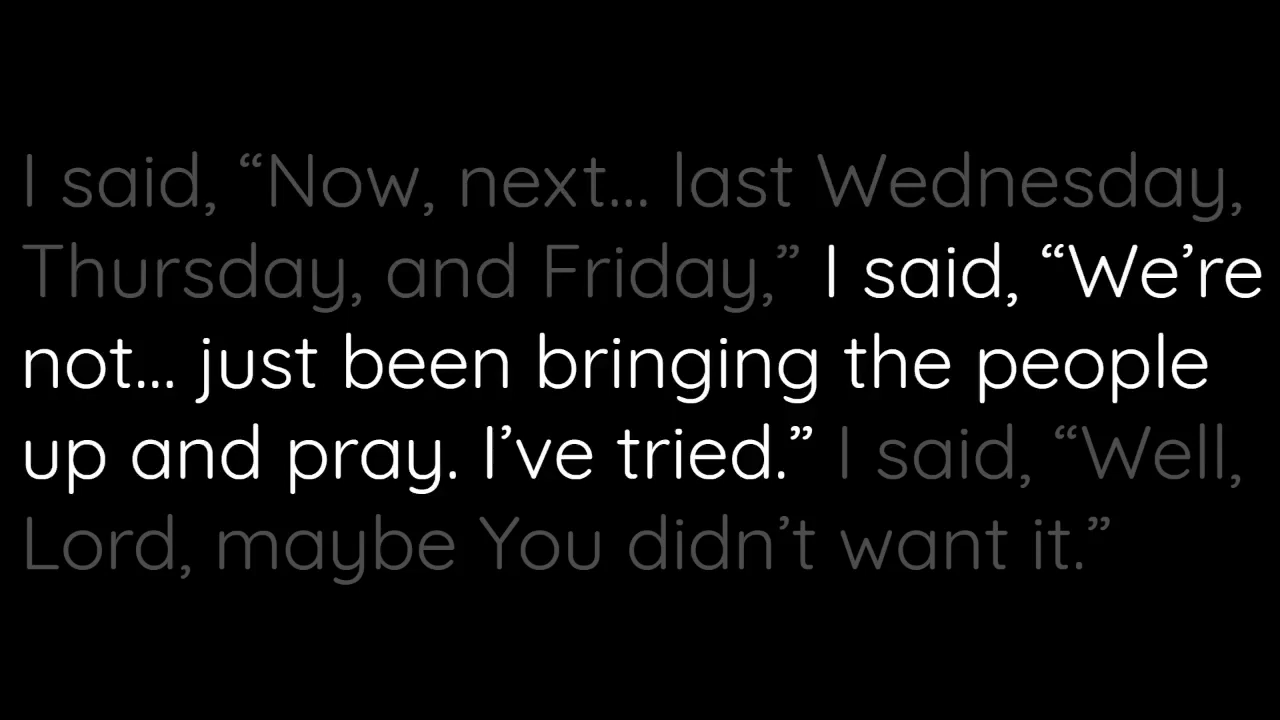 I said, “Now, next... last Wednesday,
Thursday, and Friday,” I said, “We’re
not... just been bringing the people
up and pray. I’ve tried.” I said, “Well,
Lord, maybe You didn’t want it.”